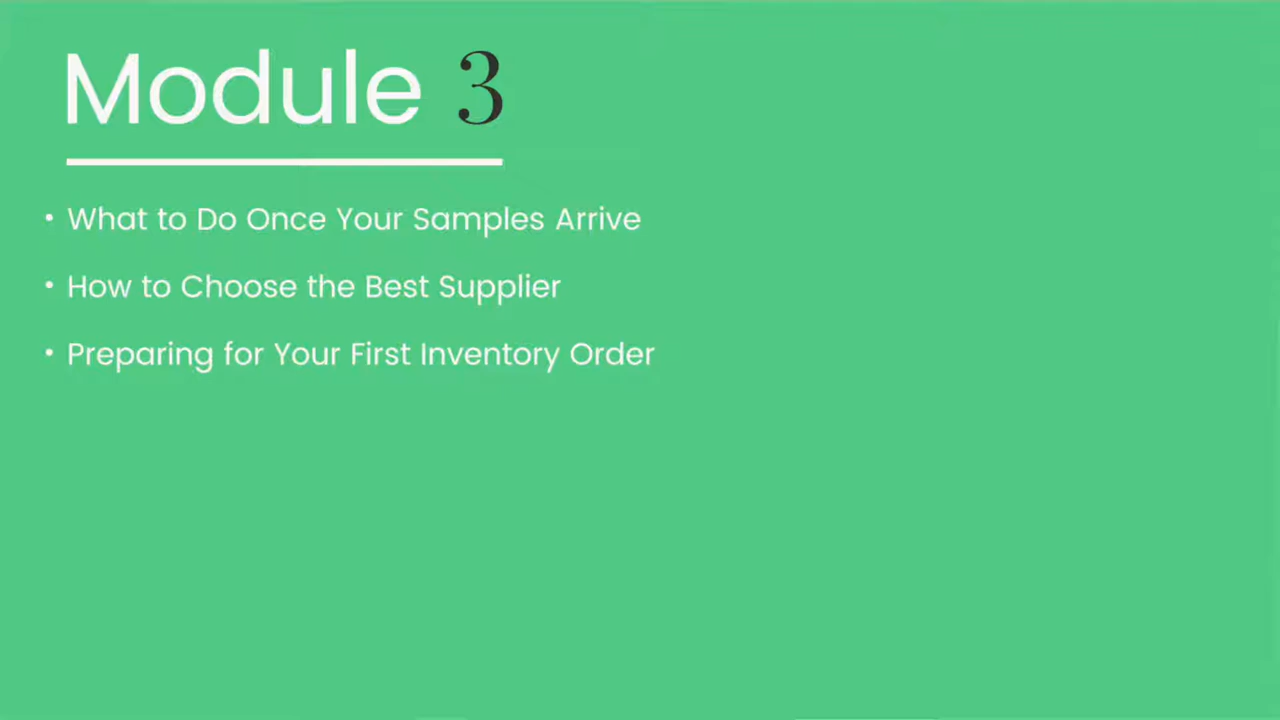 Module 3
• What to Do Once Your Samples Arrive
• How to Choose the Best Supplier
• Preparing for Your First Inventory Order